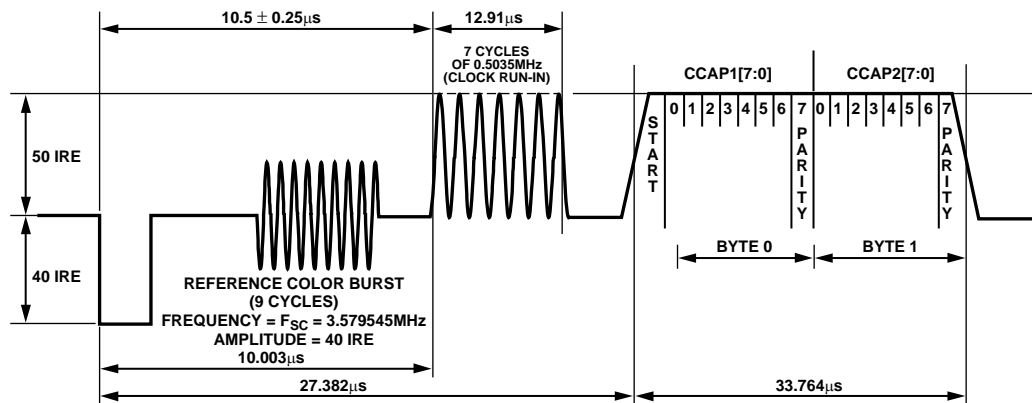 10.5 ± 0.25μs
12.91μs
7 CYCLES
OF 0.5035MHz
(CLOCK RUN-IN)
CCAP1[7:0]
CCAP2[7:0]
0 1 2 3 4 5 6 7 0 1 2 3 4 5 6 7
START
PARITY
PARITY
50 IRE
40 IRE
BYTE 0
BYTE 1
REFERENCE COLOR BURST
(9 CYCLES)
FREQUENCY = FSC = 3.579545MHz
AMPLITUDE = 40 IRE
10.003μs
27.382μs
33.764μs